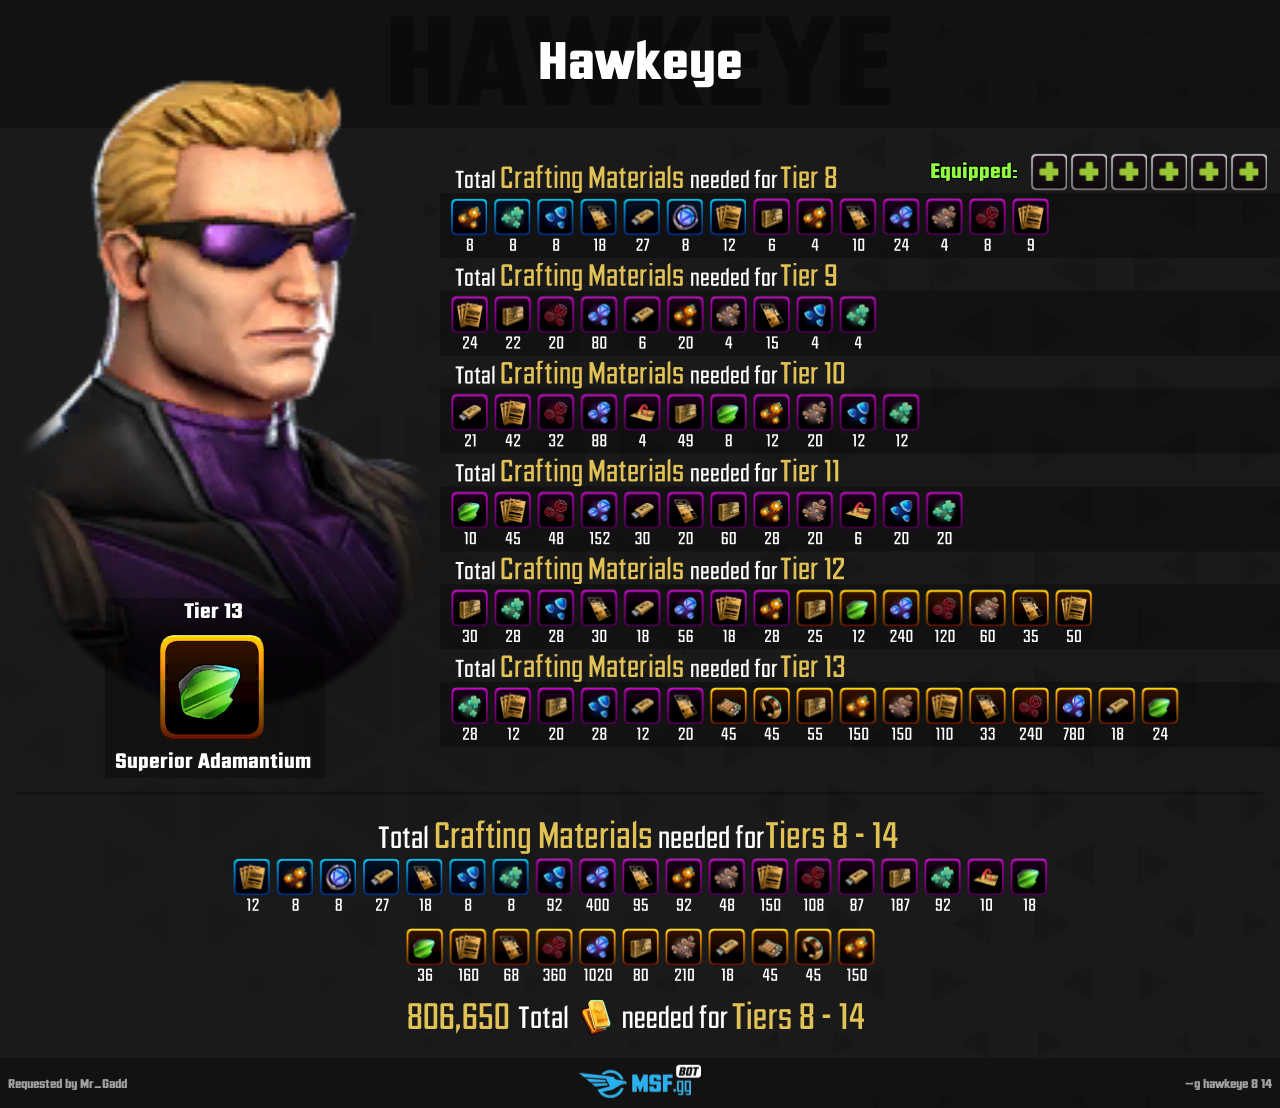 HAWKEYE
Hawkeye
Equipped:
Total Crafting Materials needed for Tier 8
8 8 8 18 27 8 12 6 4 10 24 4 8 9
Total Crafting Materials needed for Tier 9
24 22 20 80 6 20 4 15 4 4
Total Crafting Materials needed for Tier 10
21 42 32 88 4 49 8 12 20 12 12
Total Crafting Materials needed for Tier 11
10 45 48 152 30 20 60 28 20 6 20 20
Total Crafting Materials needed for Tier 12
30 28 28 30 18 56 18 28 25 12 240 120 60 35 50
Total Crafting Materials needed for Tier 13
28 12 20 28 12 20 45 45 55 150 150 110 33 240 780 18 24
Tier 13
Superior Adamantium
Total Crafting Materials needed for Tiers 8 - 14
12 8 8 27 18 8 8 92 400 95 92 48 150 108 87 187 92 10 18
36 160 68 360 1020 80 210 18 45 45 150
806,650 Total needed for Tiers 8 - 14
Requested by Mr_Gadd
MSF.gg BOT
~g hawkeye 8 14